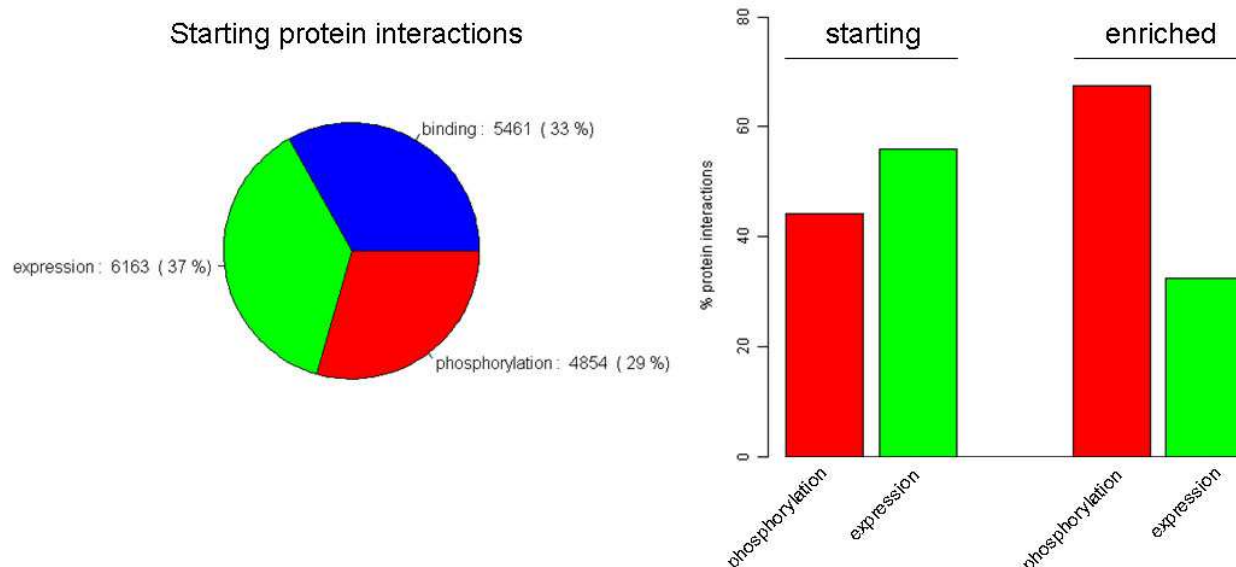 Starting protein interactions
binding : 5461 ( 33 %)
expression : 6163 ( 37 %)
phosphorylation : 4854 ( 29 %)
starting
enriched
% protein interactions
80
60
40
20
0
phosphorylation
expression
phosphorylation
expression